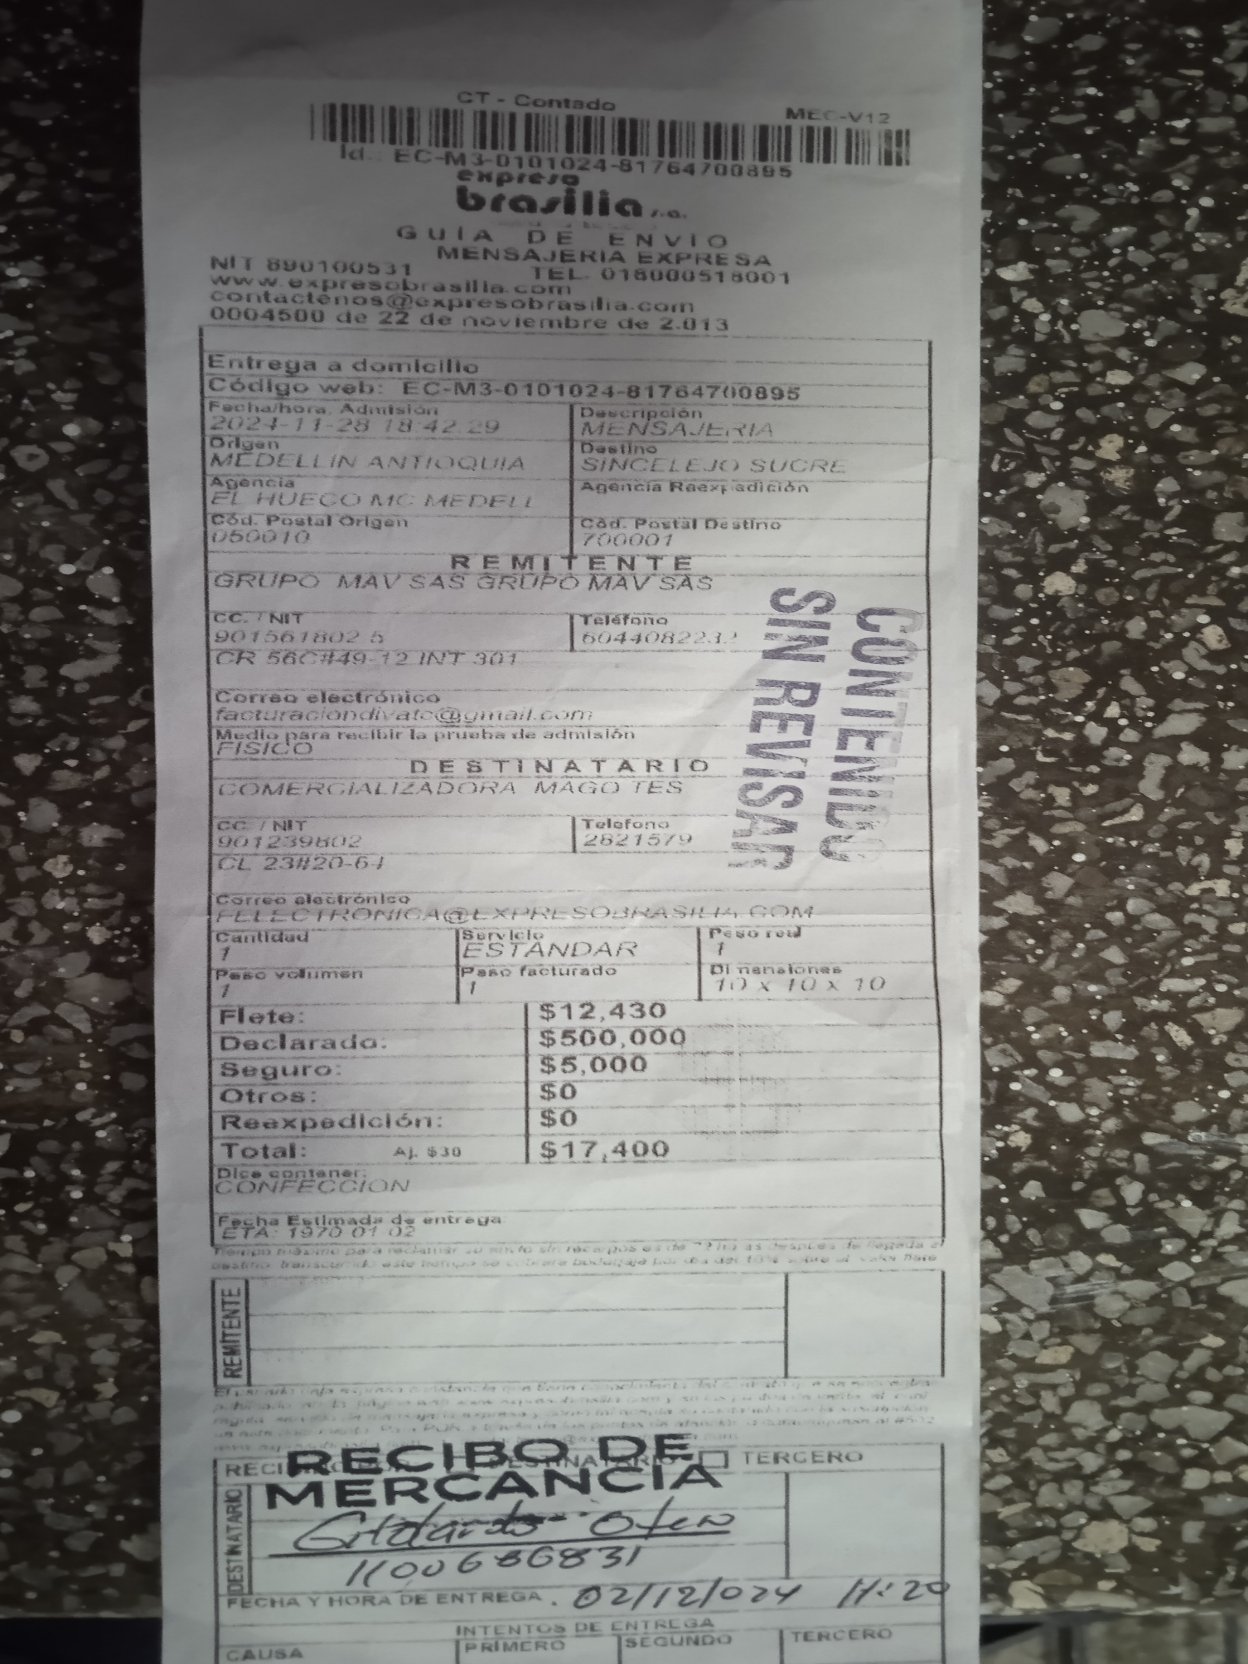 CT - Contado
MEC-V12
Id.: EC-M3-0101024-81764700895
expreso
brasilia s.a.
GUÍA DE ENVÍO
MENSAJERÍA EXPRESA
NIT 890100531 TEL. 018000518001
www.expresobrasilia.com
contactenos@expresobrasilia.com
0004500 de 22 de noviembre de 2.013
Entrega a domicilio
Código web: EC-M3-0101024-81764700895
Fecha/hora. Admisión
2024-11-28 18:42:29
Descripción
MENSAJERIA
Origen
MEDELLIN ANTIOQUIA
Destino
SINCELEJO SUCRE
Agencia
EL HUECO MC MEDELL
Agencia Reexpedición
Cód. Postal Origen
050010
Cód. Postal Destino
700001
REMITENTE
GRUPO MAV SAS GRUPO MAV SAS
CC. / NIT
901561802 5
Teléfono
6044082232
CR 56C#49-12 INT 301
Correo electrónico
facturaciondivato@gmail.com
Medio para recibir la prueba de admisión
FISICO
CONTENIDO
SIN REVISAR
DESTINATARIO
COMERCIALIZADORA MAGO TES
CC. / NIT
901239802
Telefono
2821579
CL 23#20-64
Correo electrónico
FELECTRONICA@EXPRESOBRASILIA.COM
Cantidad
1
Servicio
ESTANDAR
Peso real
1
Peso volumen
1
Peso facturado
1
Dimensiones
10 x 10 x 10
Flete: $12,430
Declarado: $500,000
Seguro: $5,000
Otros: $0
Reexpedición: $0
Total: Aj. $30 $17,400
Dice contener:
CONFECCION
Fecha Estimada de entrega
ETA: 1970 01 02
REMITENTE
RECIBO DE
MERCANCÍA
TERCERO
DESTINATARIO
1100686831
FECHA Y HORA DE ENTREGA. 02/12/024 11:20
INTENTOS DE ENTREGA
CAUSA PRIMERO SEGUNDO TERCERO